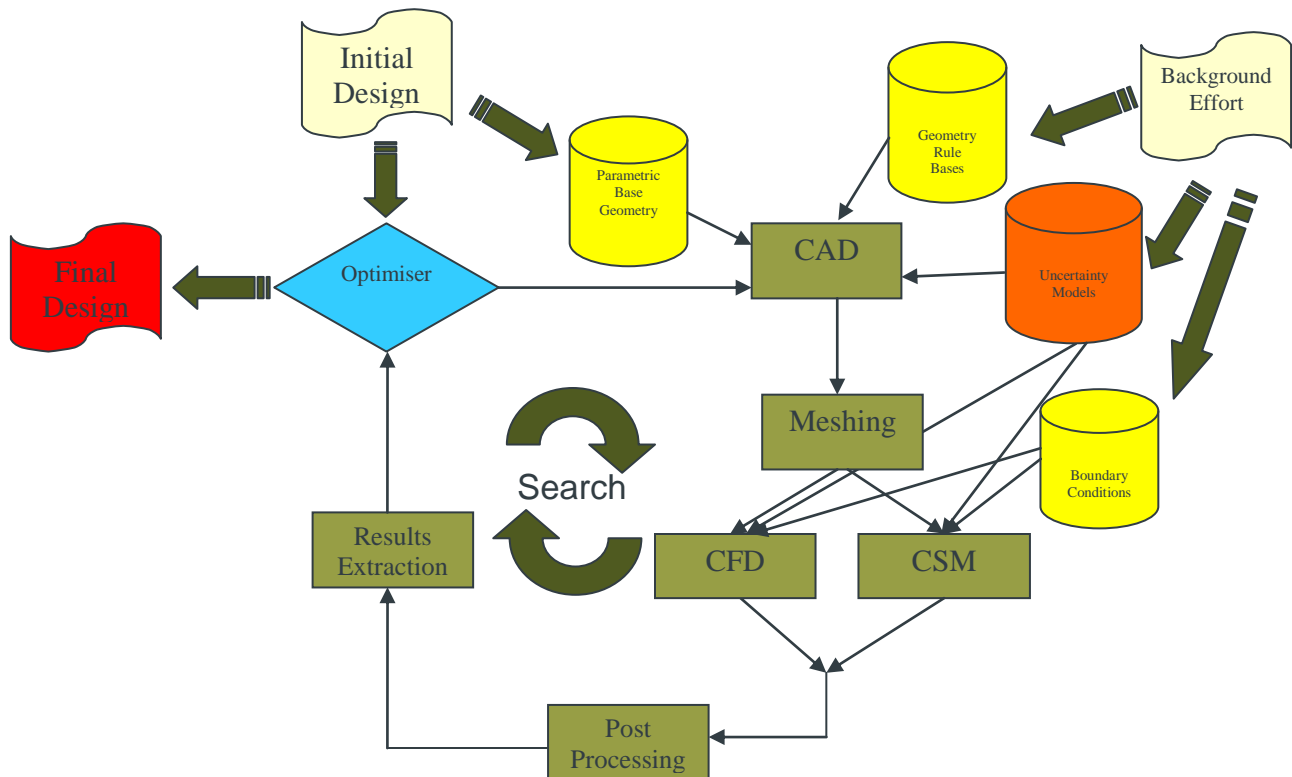 Initial
Design
Background
Effort
Geometry
Rule
Bases
Parametric
Base
Geometry
CAD
Final
Design
Optimiser
Uncertainty
Models
Meshing
Boundary
Conditions
Search
Results
Extraction
CFD
CSM
Post
Processing